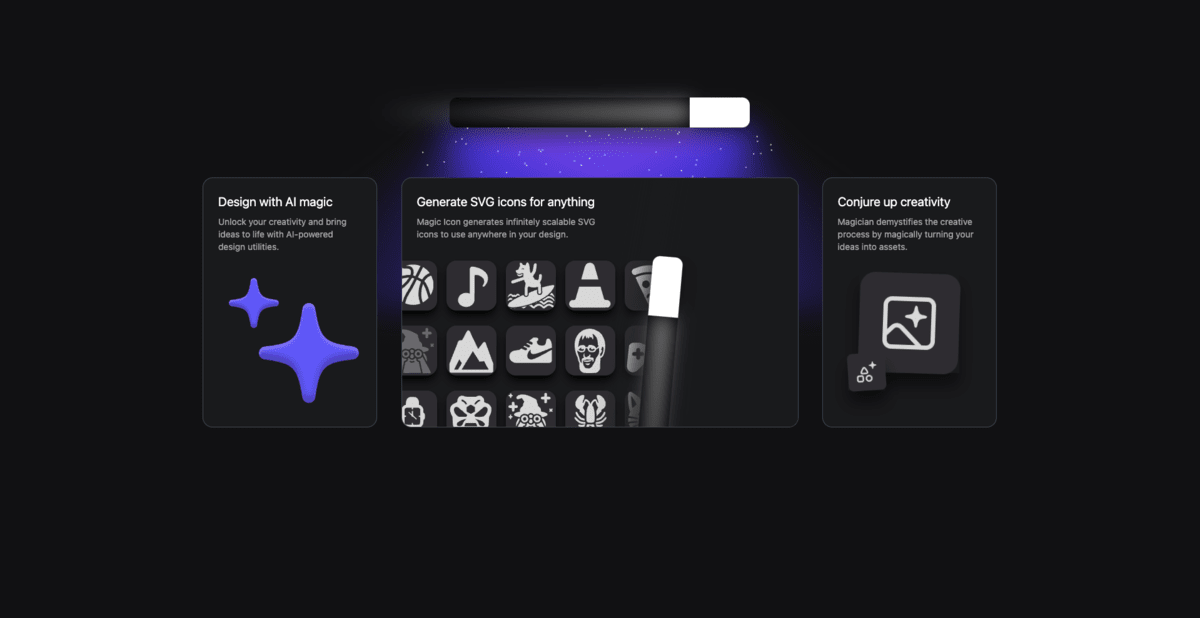 Design with AI magic
Unlock your creativity and bring
ideas to life with AI-powered
design utilities.
Generate SVG icons for anything
Magic Icon generates infinitely scalable SVG
icons to use anywhere in your design.
Conjure up creativity
Magician demystifies the creative
process by magically turning your
ideas into assets.